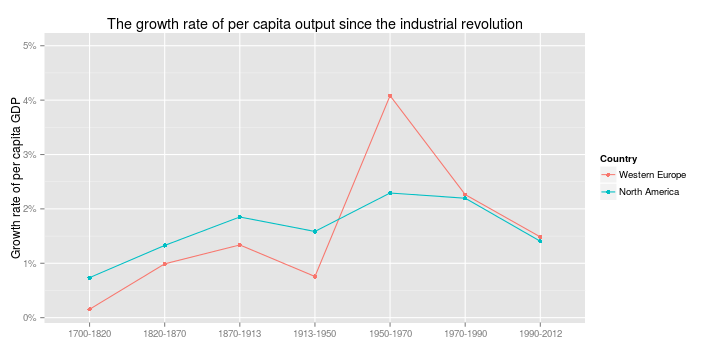 The growth rate of per capita output since the industrial revolution
Growth rate of per capita GDP
5%
4%
3%
2%
1%
0%
1700-1820 1820-1870 1870-1913 1913-1950 1950-1970 1970-1990 1990-2012
Country
Western Europe
North America